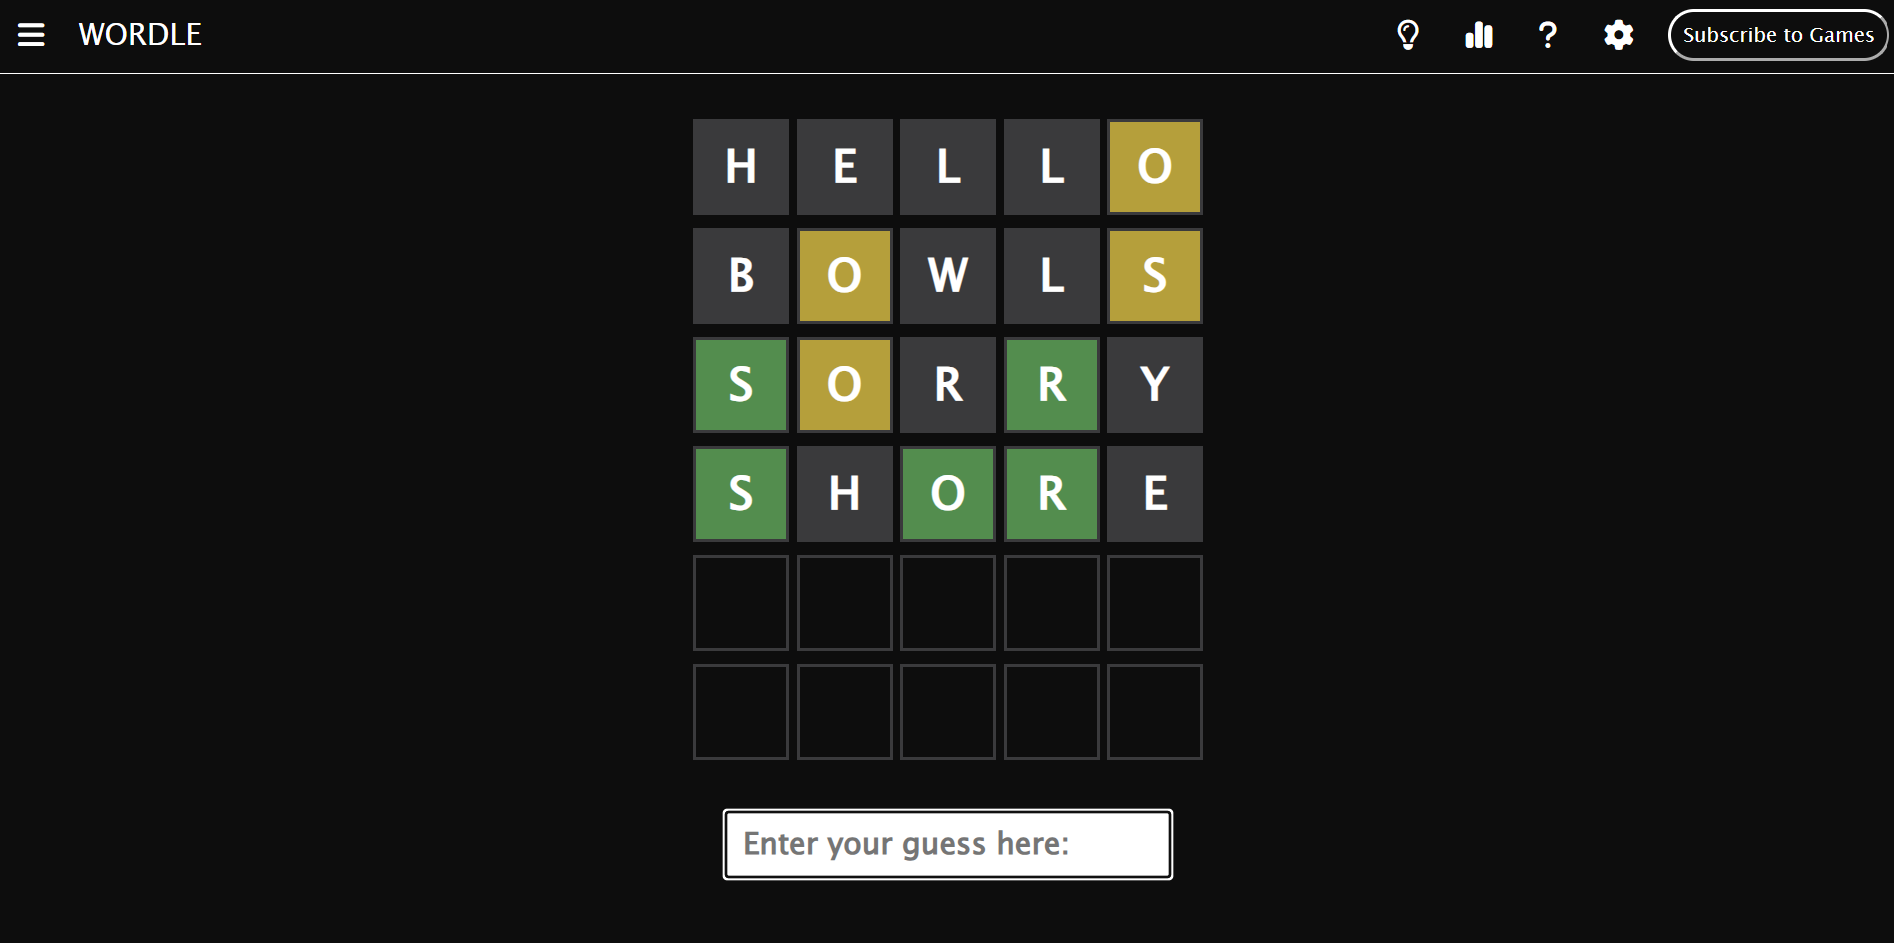 WORDLE
?
Subscribe to Games
H E L L O
B O W L S
S O R R Y
S H O R E
Enter your guess here: